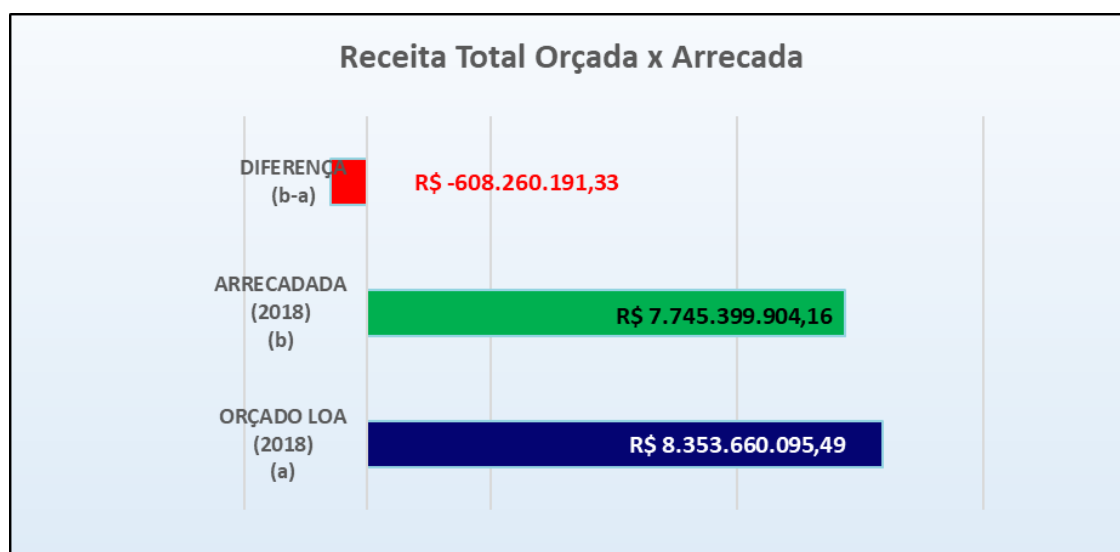 Receita Total Orçada x Arrecada
DIFERENÇA
(b-a)
R$ -608.260.191,33
ARRECADADA
(2018)
(b)
R$ 7.745.399.904,16
ORÇADO LOA
(2018)
(a)
R$ 8.353.660.095,49